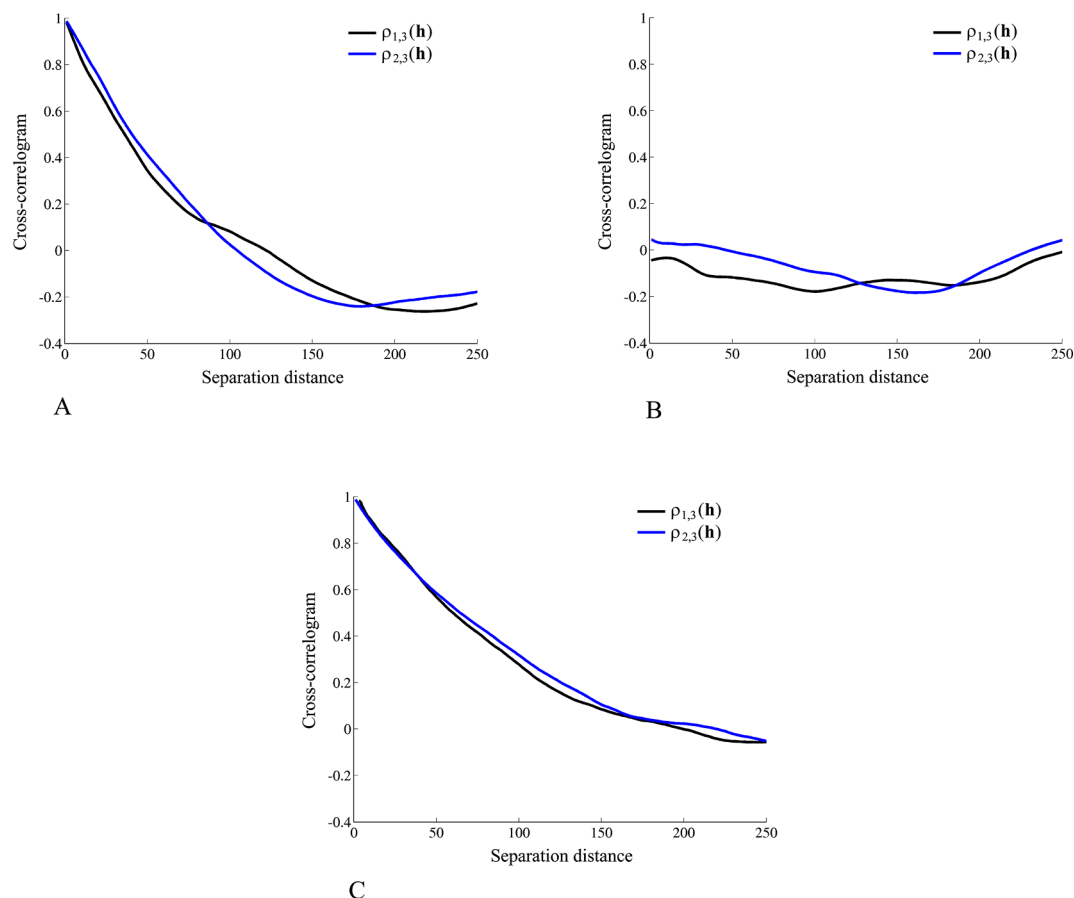 1
0.8
0.6
0.4
0.2
0
-0.2
-0.4
0 50 100 150 200 250
Cross-correlogram
Separation distance
ρ1,3(h)
ρ2,3(h)
A
1
0.8
0.6
0.4
0.2
0
-0.2
-0.4
0 50 100 150 200 250
Cross-correlogram
Separation distance
ρ1,3(h)
ρ2,3(h)
B
1
0.8
0.6
0.4
0.2
0
-0.2
-0.4
0 50 100 150 200 250
Cross-correlogram
Separation distance
ρ1,3(h)
ρ2,3(h)
C